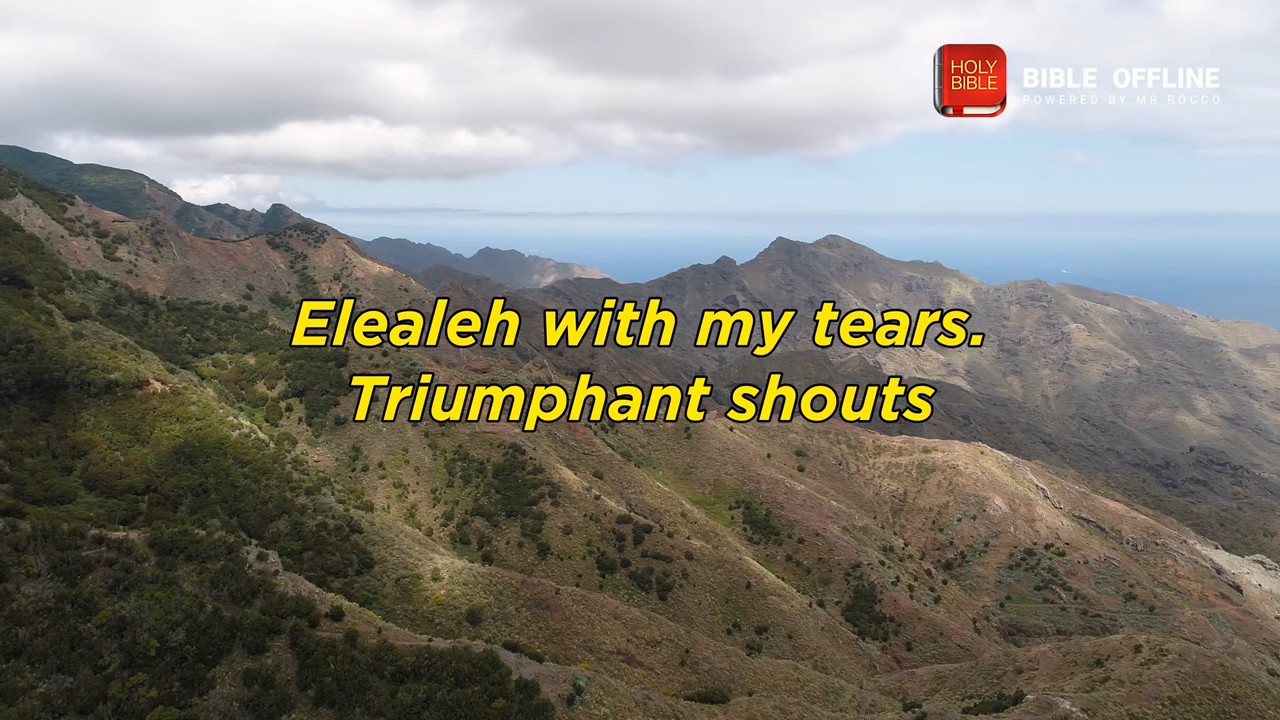 HOLY
BIBLE
BIBLE OFFLINE
POWERED BY MR ROCCO
Elealeh with my tears.
Triumphant shouts